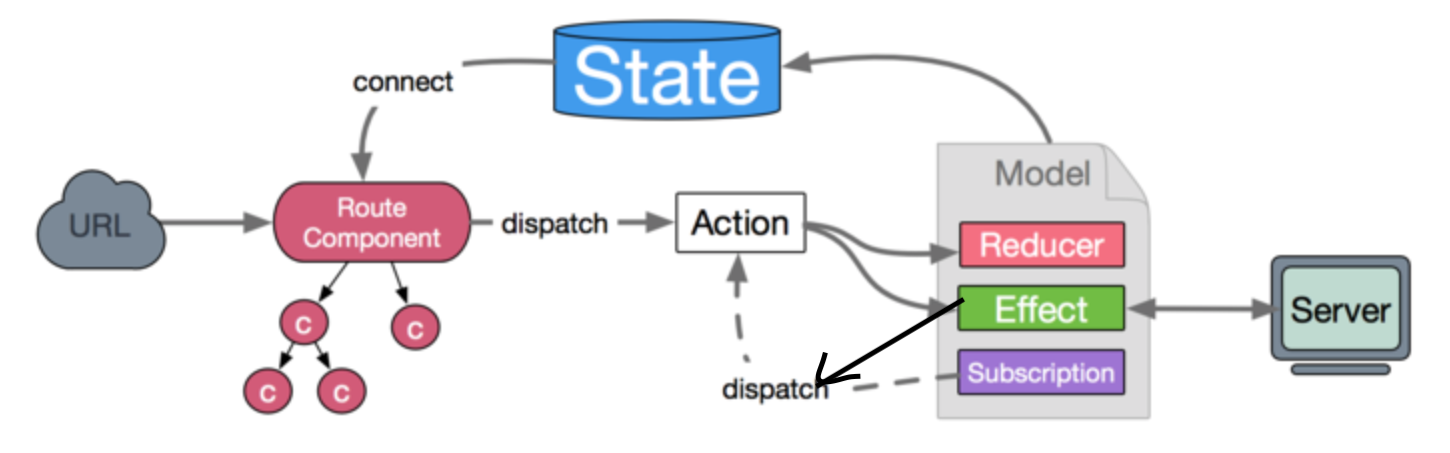 State
connect
Model
URL
Route
Component
dispatch
Action
Reducer
Effect
Server
Subscription
dispatch
c
c
c
c